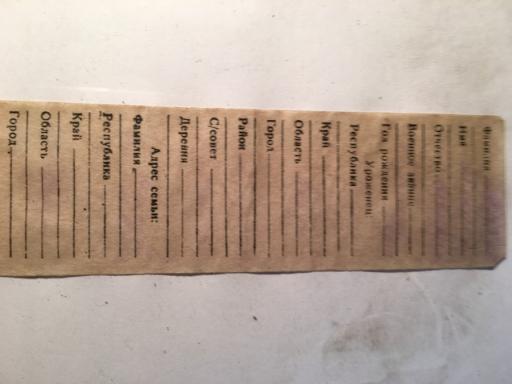 Фамилия
Имя
Отчество
Военное звание
Год рождения
Уроженец:
Республика
Край
Область
Город
Район
С/совет
Деревня
Адрес семьи:
Фамилия
Республика
Край
Область
Город